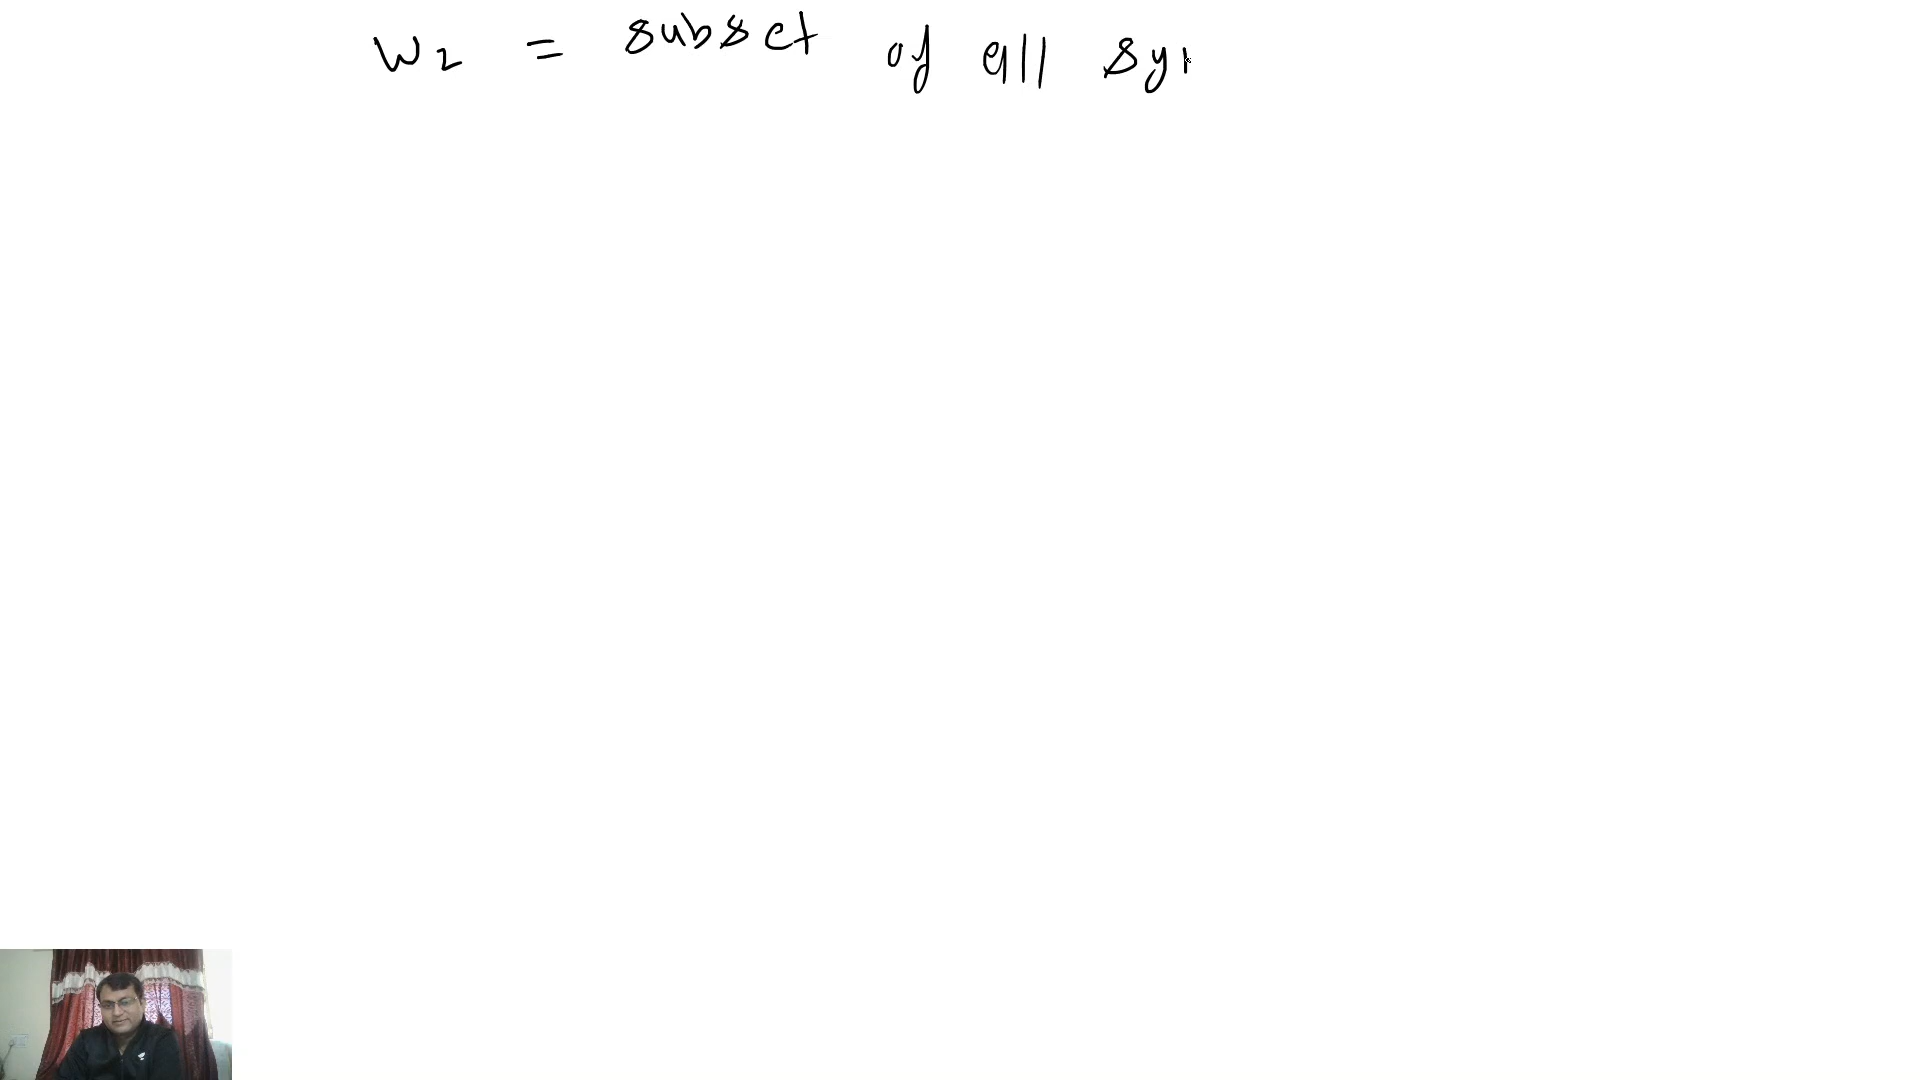 W2 = subset of all sy